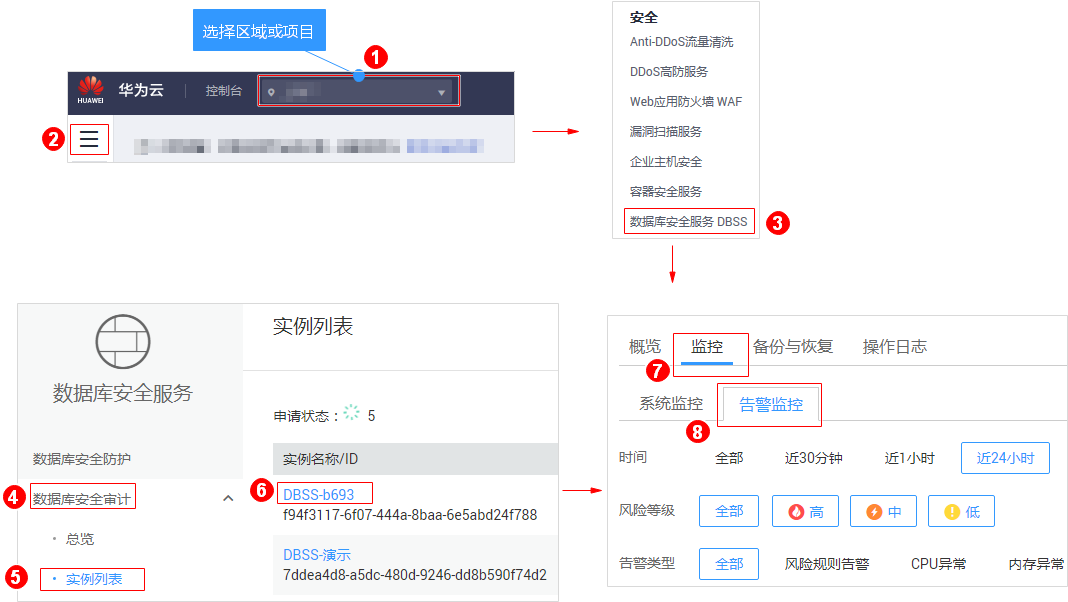 选择区域或项目
1
HUAWEI
华为云
控制台
2
安全
Anti-DDoS流量清洗
DDoS高防服务
Web应用防火墙 WAF
漏洞扫描服务
企业主机安全
容器安全服务
数据库安全服务 DBSS
3
数据库安全服务
数据库安全防护
4
数据库安全审计
总览
5
实例列表
实例列表
申请状态： 5
实例名称/ID
6
DBSS-b693
f94f3117-6f07-444a-8baa-6e5abd24f788
DBSS-演示
7ddea4d8-a5dc-480d-9246-dd8b590f74d2
概览 监控 备份与恢复 操作日志
7
系统监控 告警监控
8
时间 全部 近30分钟 近1小时 近24小时
风险等级 全部 高 中 低
告警类型 全部 风险规则告警 CPU异常 内存异常